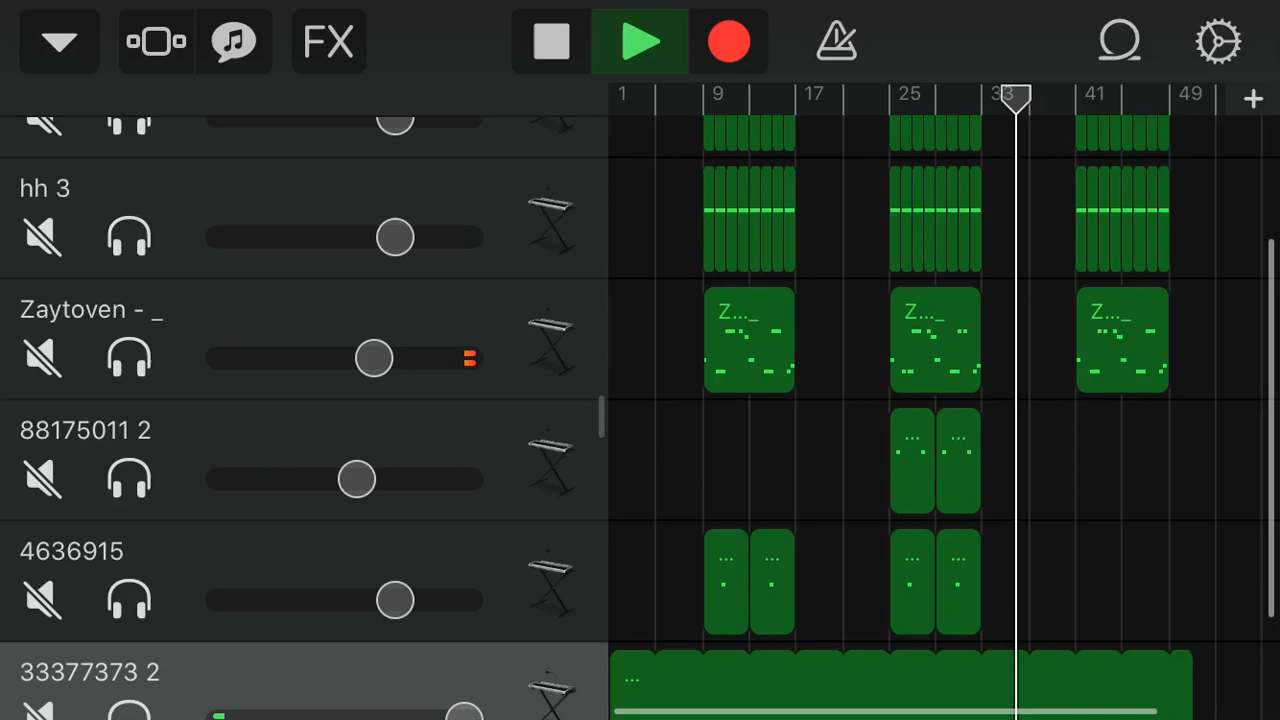 FX
1 9 17 25 33 41 49 +
hh 3
Zaytoven - _
Z..._ Z..._ Z..._
88175011 2
... ...
4636915
... ... ... ...
33377373 2
...